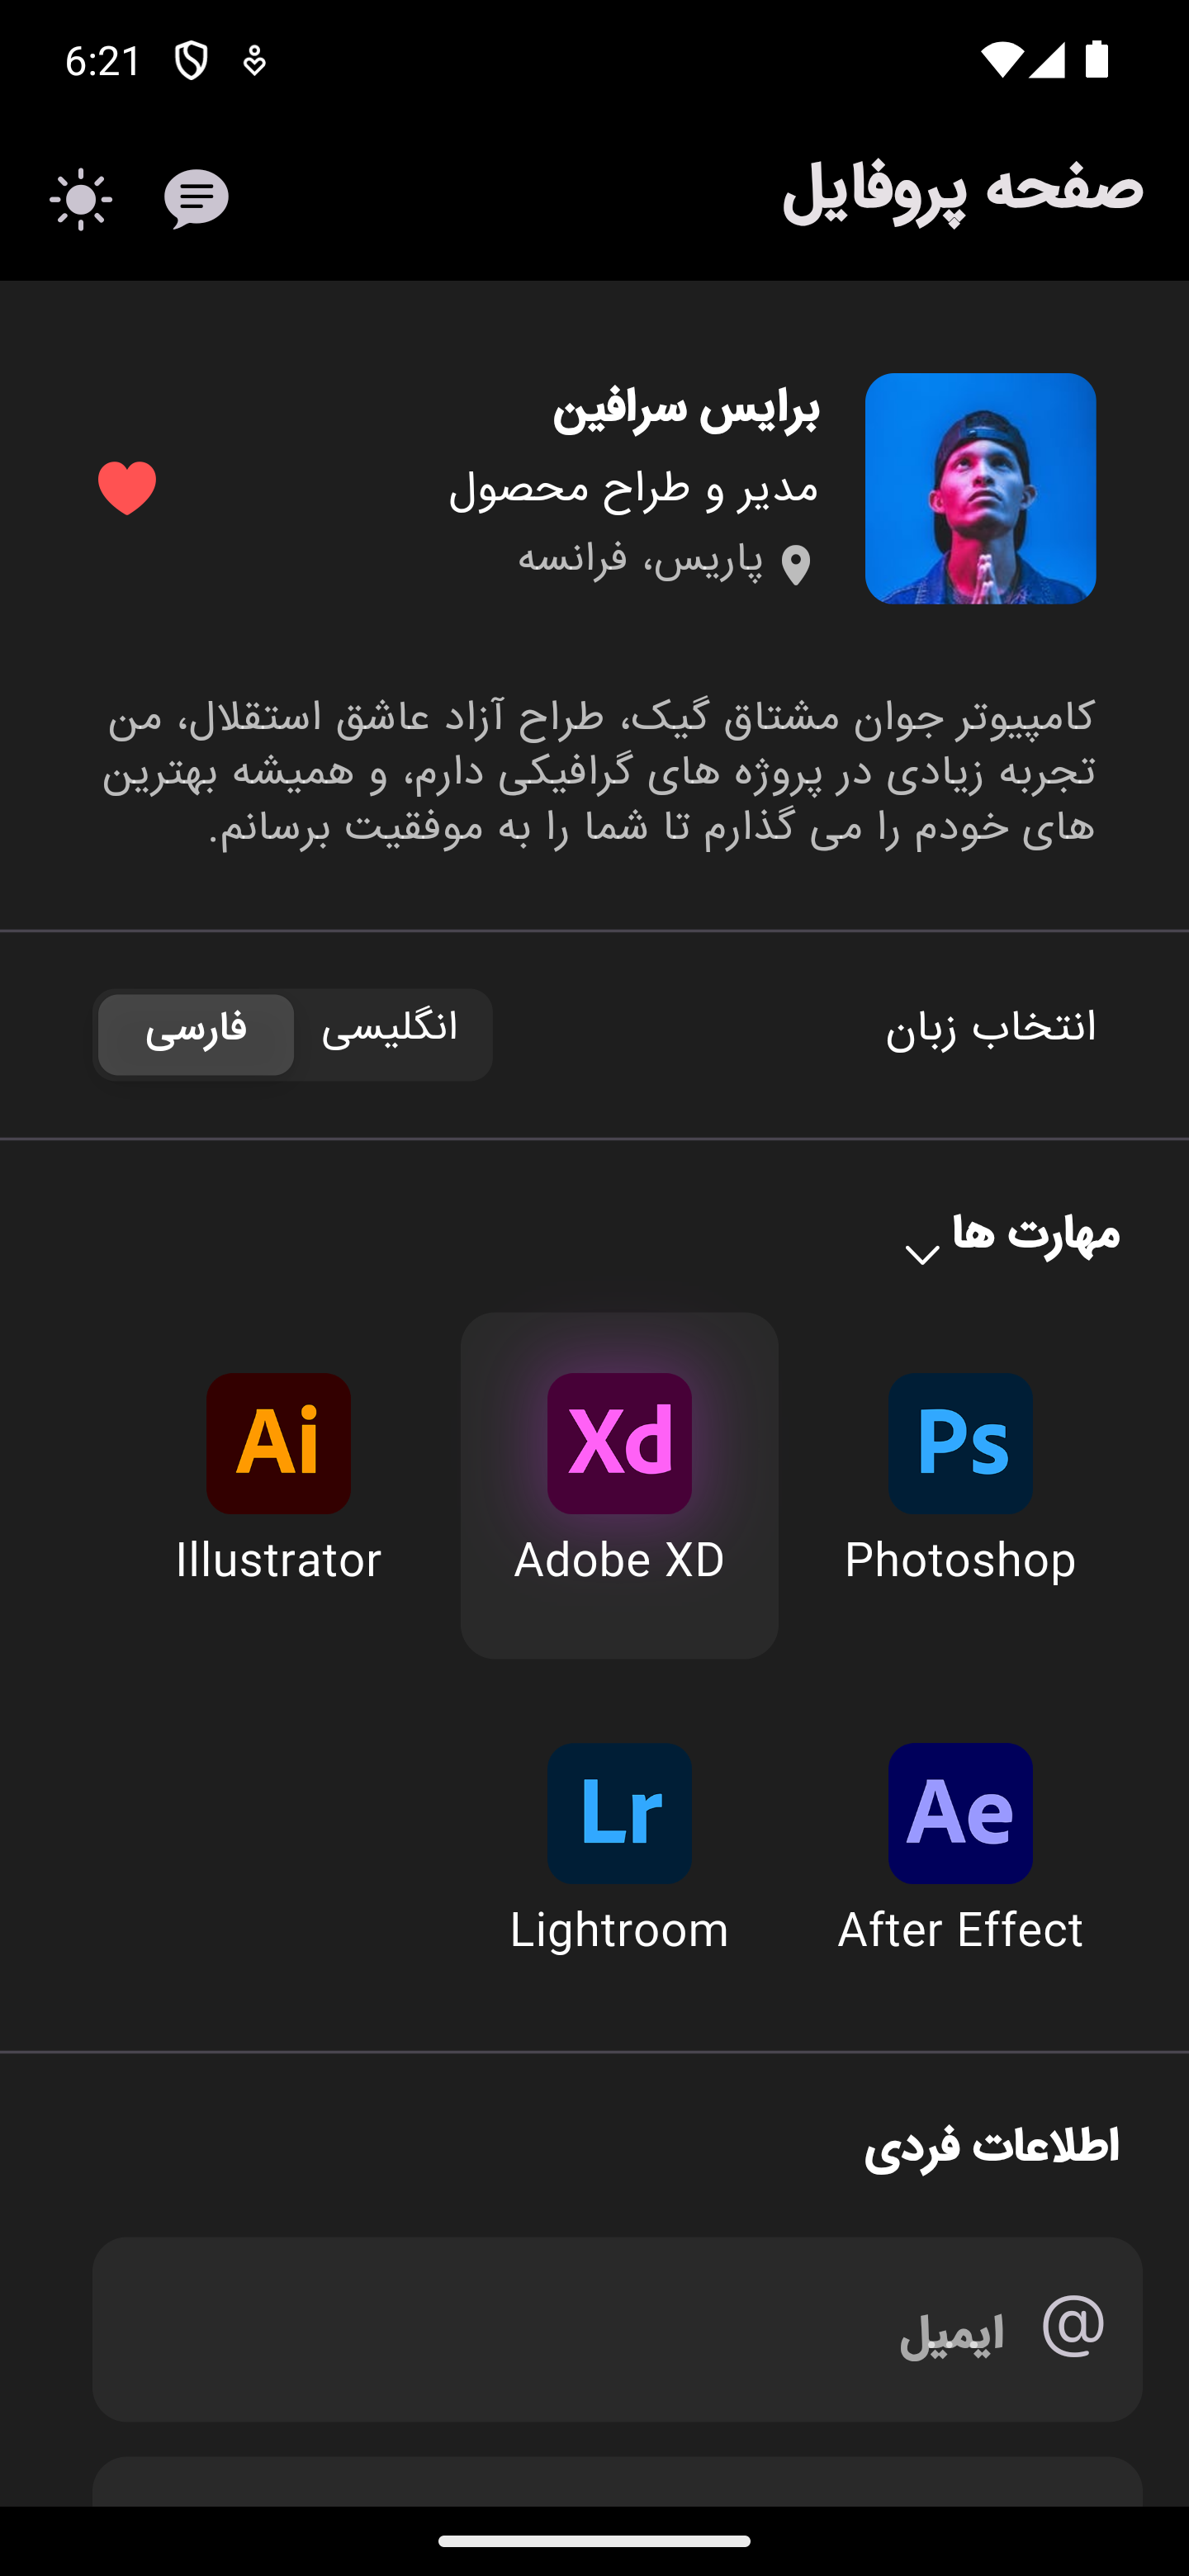 6:21
صفحه پروفایل
برایس سرافین
مدیر و طراح محصول
پاریس، فرانسه
کامپیوتر جوان مشتاق گیک، طراح آزاد عاشق استقلال، من
تجربه زیادی در پروژه های گرافیکی دارم، و همیشه بهترین
های خودم را می گذارم تا شما را به موفقیت برسانم.
انتخاب زبان
انگلیسی
فارسی
مهارت ها
Ps
Xd
Ai
Photoshop
Adobe XD
Illustrator
Ae
Lr
After Effect
Lightroom
اطلاعات فردی
@ ایمیل